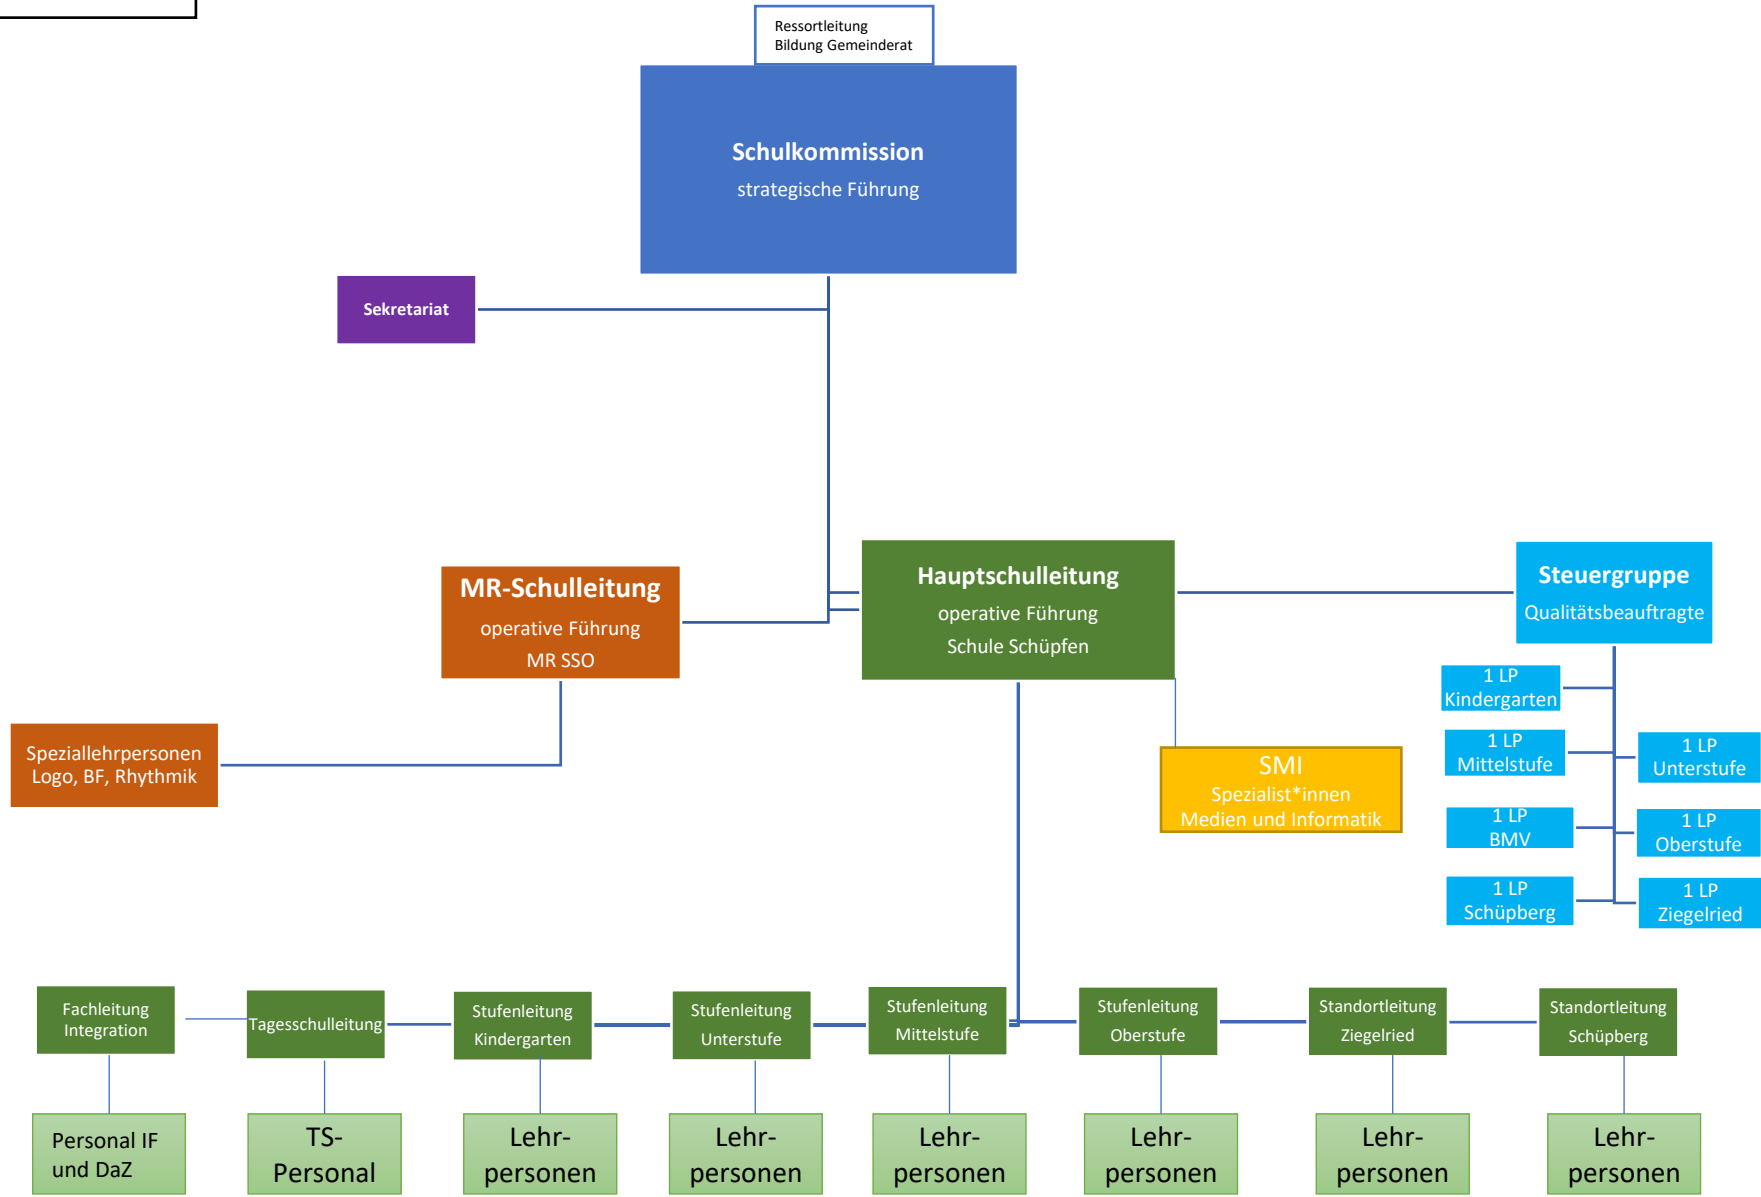 Ressortleitung
Bildung Gemeinderat
Schulkommission
strategische Führung
Sekretariat
MR-Schulleitung
operative Führung
MR SSO
Hauptschulleitung
operative Führung
Schule Schüpfen
Steuergruppe
Qualitätsbeauftragte
1 LP
Kindergarten
1 LP
Mittelstufe
1 LP
Unterstufe
1 LP
BMV
1 LP
Oberstufe
1 LP
Schüpberg
1 LP
Ziegelried
Speziallehrpersonen
Logo, BF, Rhythmik
SMI
Spezialist*innen
Medien und Informatik
Fachleitung
Integration
Tagesschulleitung
Stufenleitung
Kindergarten
Stufenleitung
Unterstufe
Stufenleitung
Mittelstufe
Stufenleitung
Oberstufe
Standortleitung
Ziegelried
Standortleitung
Schüpberg
Personal IF
und DaZ
TS-
Personal
Lehr-
personen
Lehr-
personen
Lehr-
personen
Lehr-
personen
Lehr-
personen
Lehr-
personen